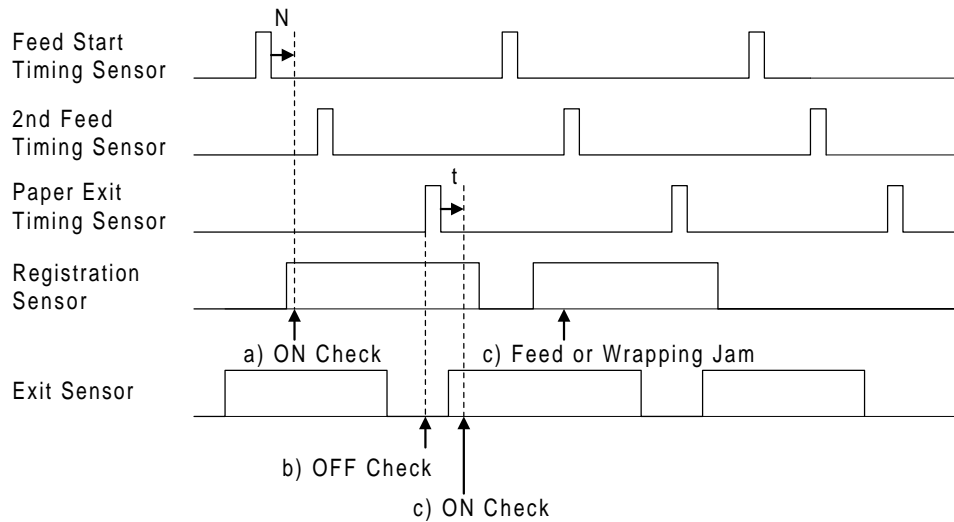 N
Feed Start
Timing Sensor
2nd Feed
Timing Sensor
t
Paper Exit
Timing Sensor
Registration
Sensor
a) ON Check
c) Feed or Wrapping Jam
Exit Sensor
b) OFF Check
c) ON Check